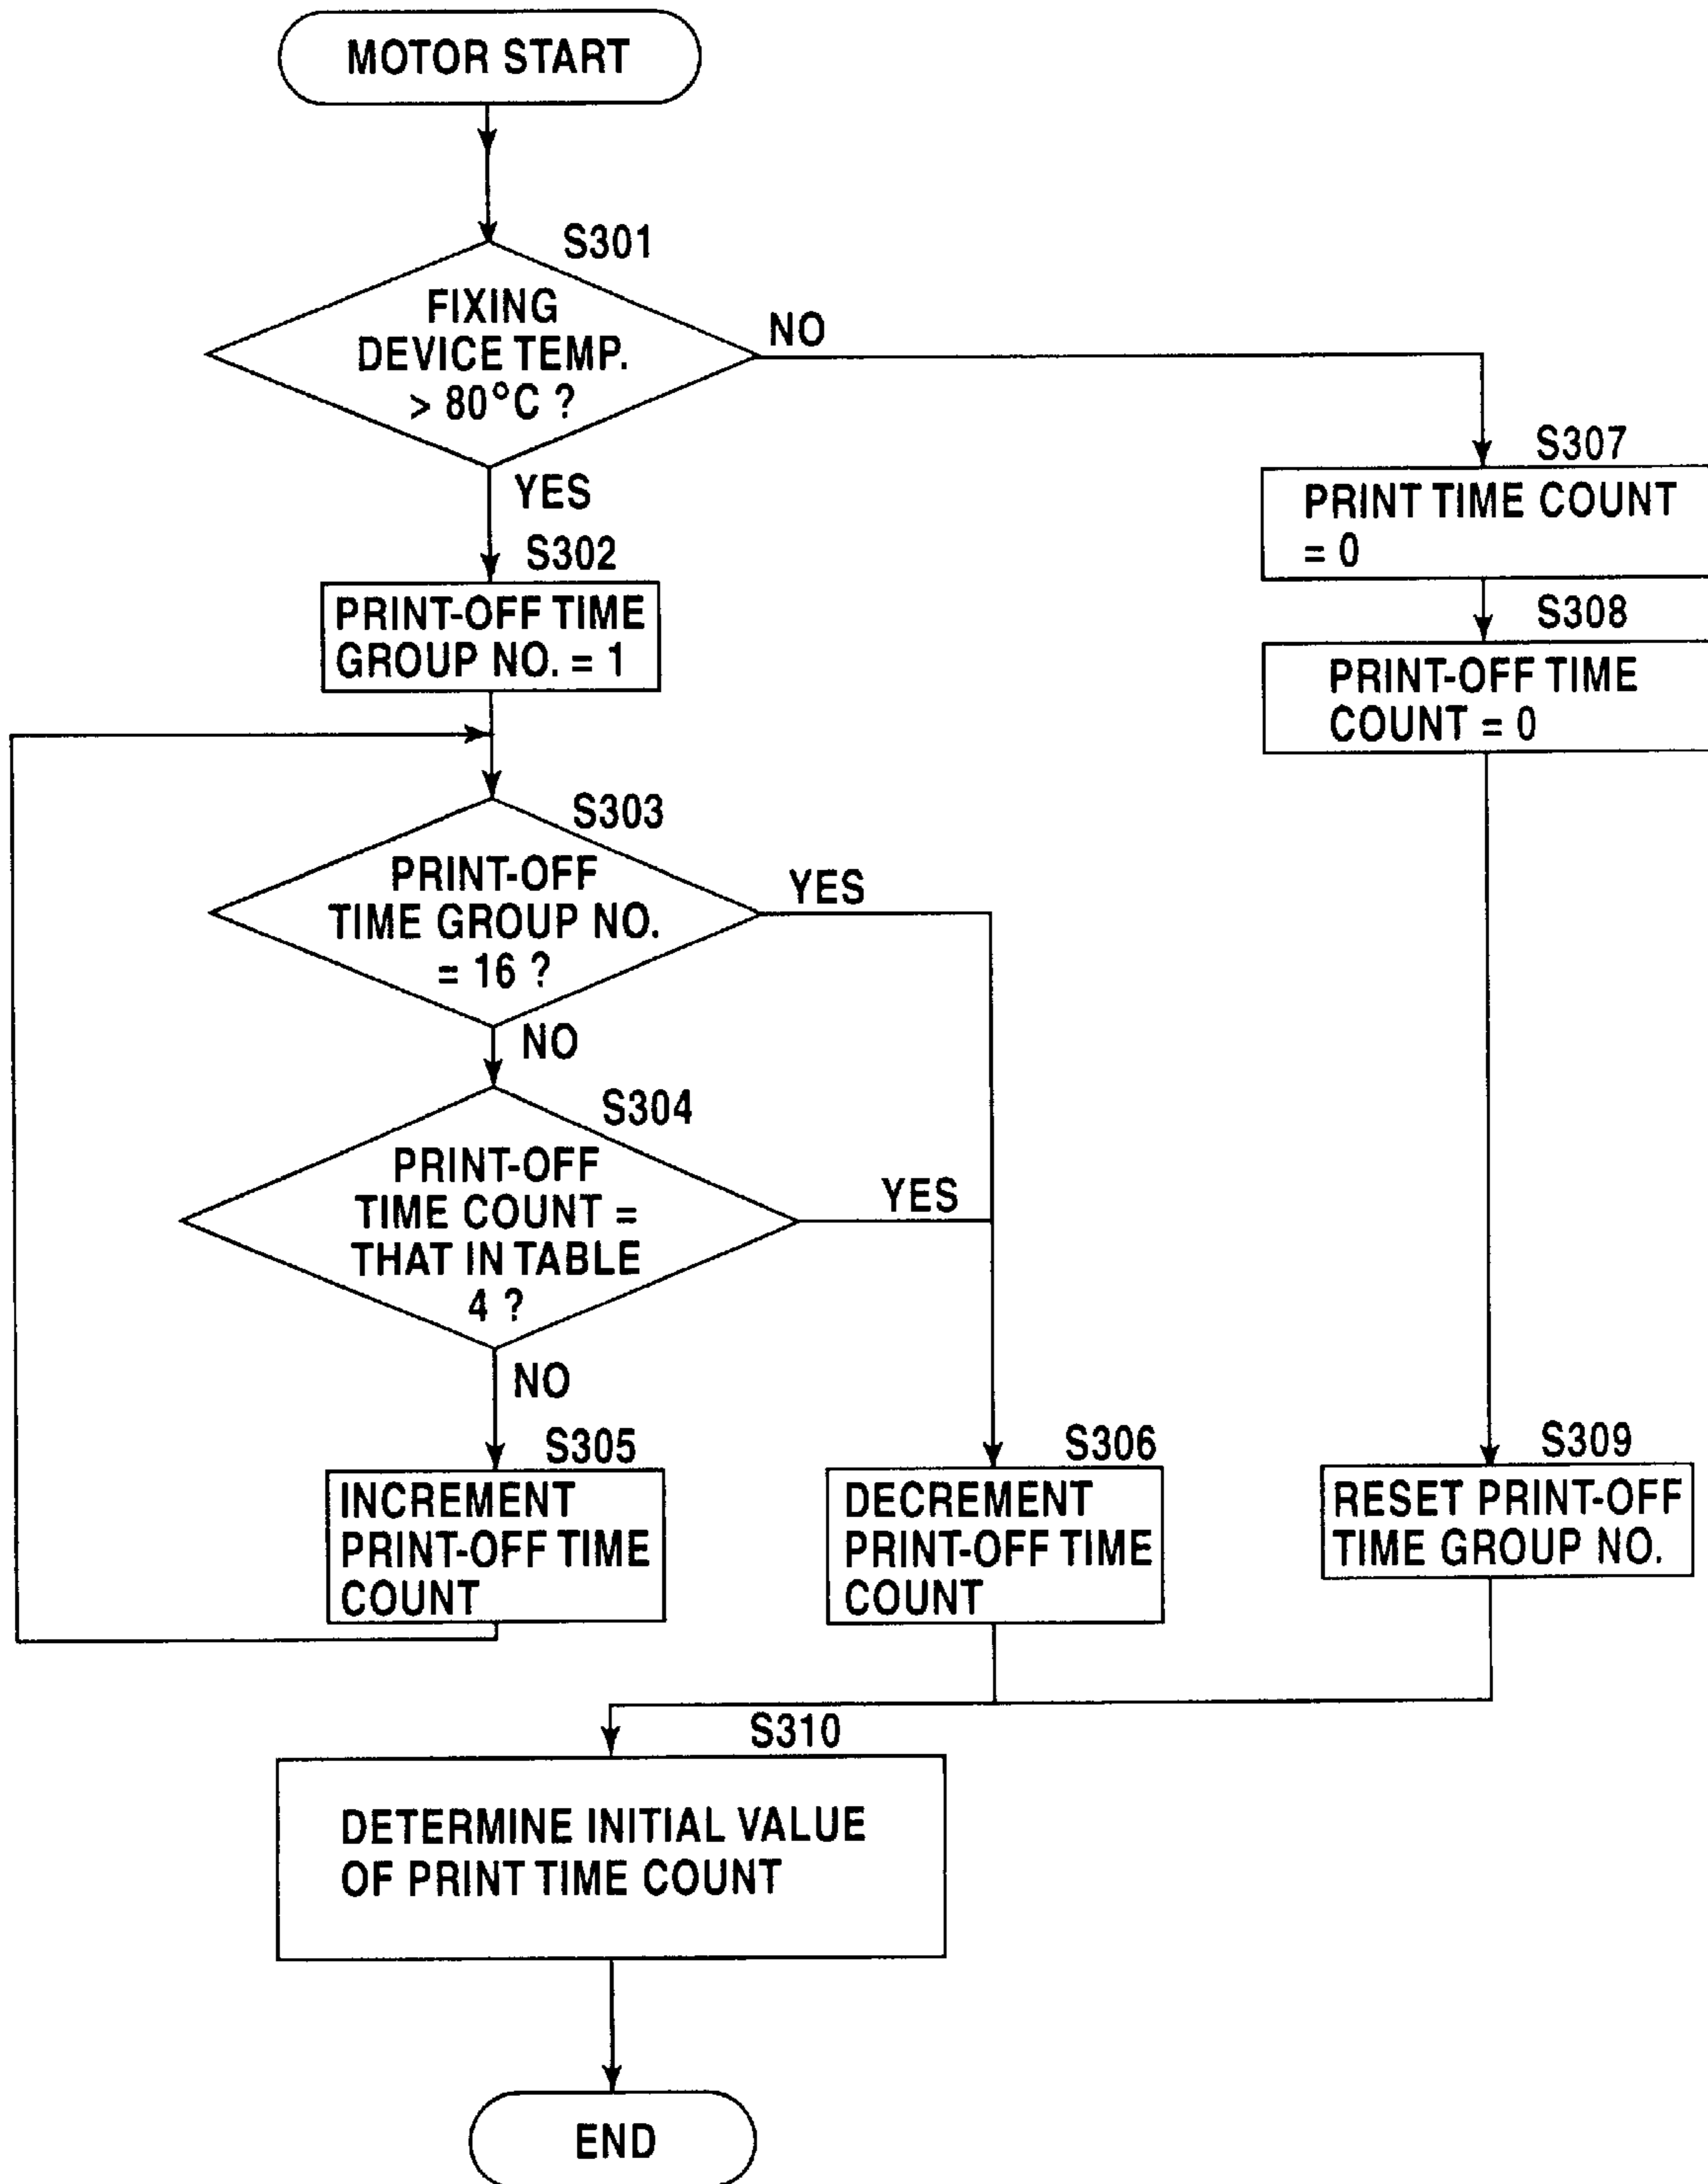 MOTOR START
S301
FIXING
DEVICE TEMP.
> 80°C ?
NO
YES
S302
PRINT-OFF TIME
GROUP NO. = 1
S307
PRINT TIME COUNT
= 0
S308
PRINT-OFF TIME
COUNT = 0
S303
PRINT-OFF
TIME GROUP NO.
= 16 ?
YES
NO
S304
PRINT-OFF
TIME COUNT =
THAT IN TABLE
4 ?
YES
NO
S305
INCREMENT
PRINT-OFF TIME
COUNT
S306
DECREMENT
PRINT-OFF TIME
COUNT
S309
RESET PRINT-OFF
TIME GROUP NO.
S310
DETERMINE INITIAL VALUE
OF PRINT TIME COUNT
END